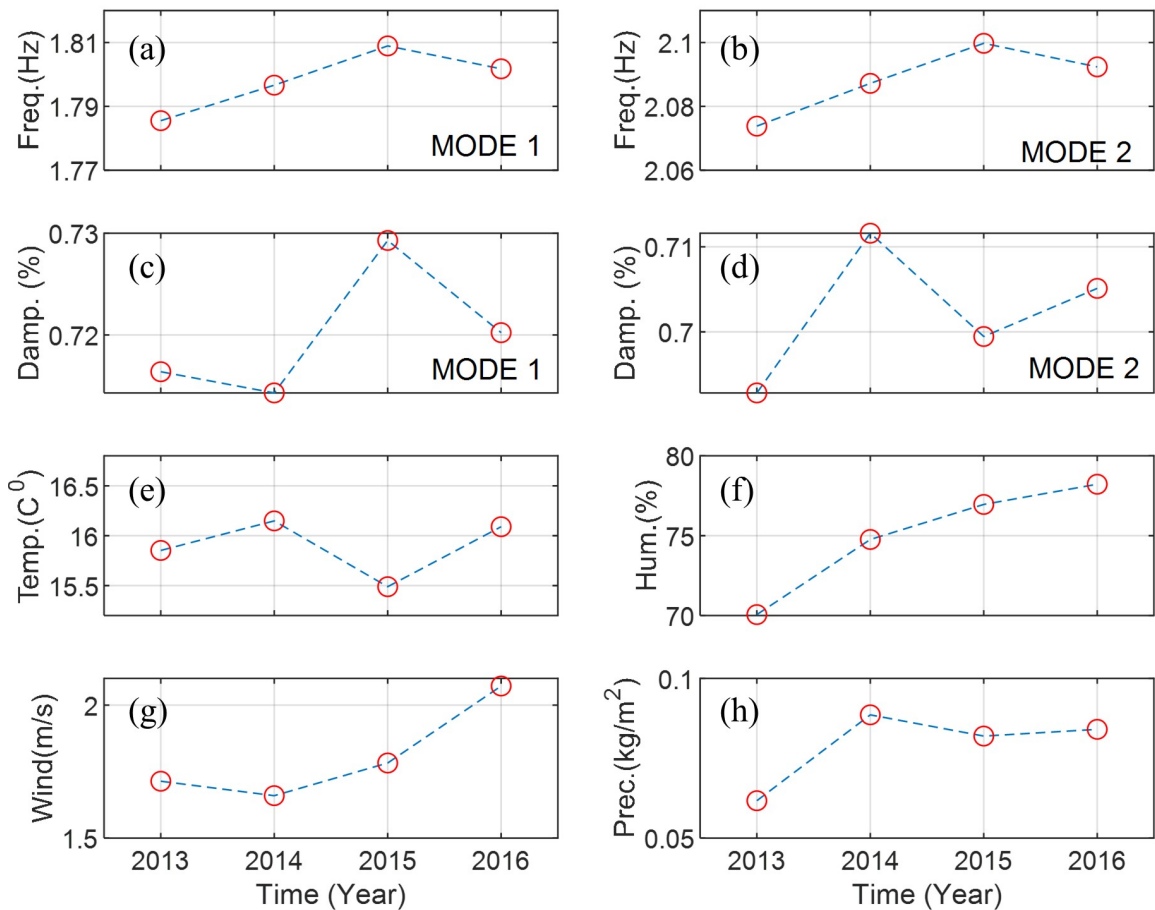 (a)
Freq.(Hz)
1.81
1.79
1.77
MODE 1
(b)
Freq.(Hz)
2.1
2.08
2.06
MODE 2
(c)
Damp. (%)
0.73
0.72
MODE 1
(d)
Damp. (%)
0.71
0.7
MODE 2
(e)
Temp.(C⁰)
16.5
16
15.5
(f)
Hum.(%)
80
75
70
(g)
Wind(m/s)
2
1.5
2013 2014 2015 2016
Time (Year)
(h)
Prec.(kg/m²)
0.1
0.05
2013 2014 2015 2016
Time (Year)